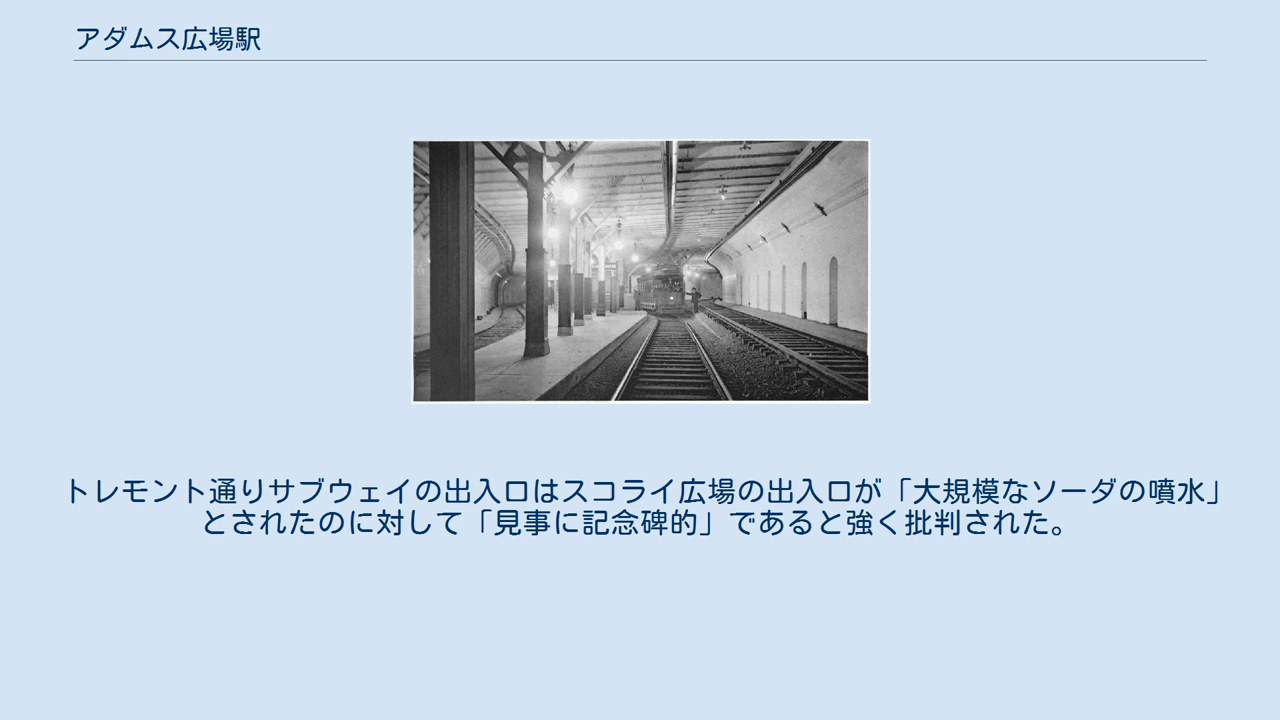 アダムス広場駅
トレモント通りサブウェイの出入口はスコライ広場の出入口が「大規模なソーダの噴水」
とされたのに対して「見事に記念碑的」であると強く批判された。